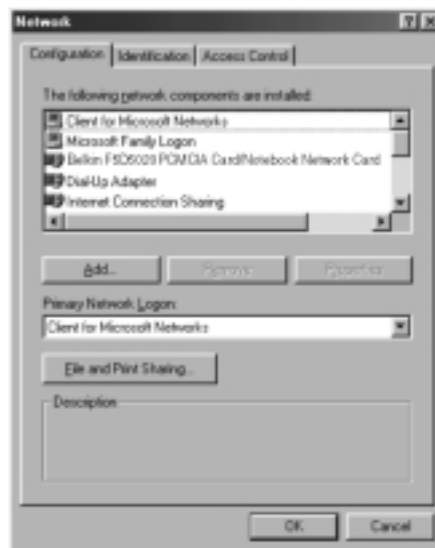 Network
Configuration Identification Access Control
The following network components are installed:
Client for Microsoft Networks
Microsoft Family Logon
Belkin F5D5020 PCMCIA Card/Notebook Network Card
Dial-Up Adapter
Internet Connection Sharing
Add... Remove Properties
Primary Network Logon:
Client for Microsoft Networks
File and Print Sharing...
Description
OK Cancel